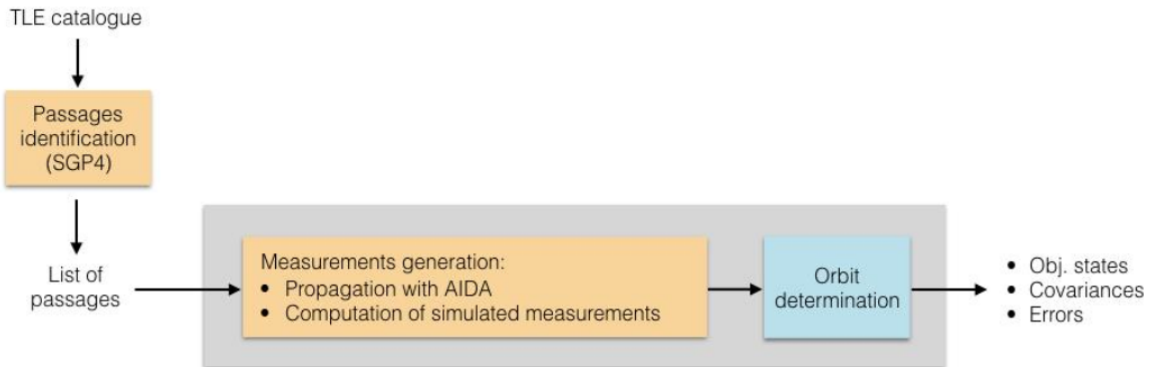 TLE catalogue
Passages
identification
(SGP4)
List of
passages
Measurements generation:
• Propagation with AIDA
• Computation of simulated measurements
Orbit
determination
• Obj. states
• Covariances
• Errors